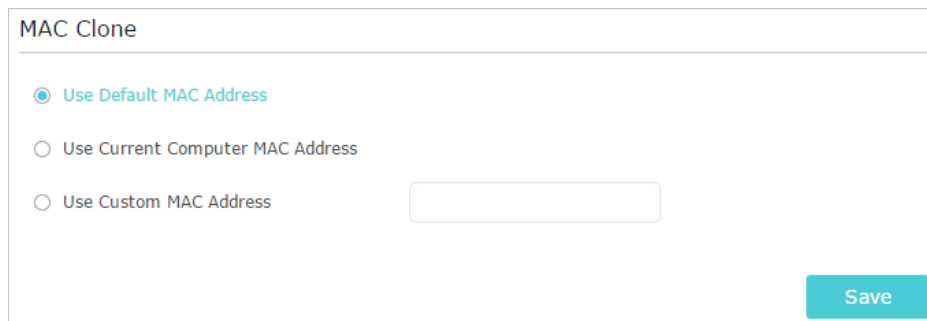 MAC Clone
Use Default MAC Address
Use Current Computer MAC Address
Use Custom MAC Address
Save